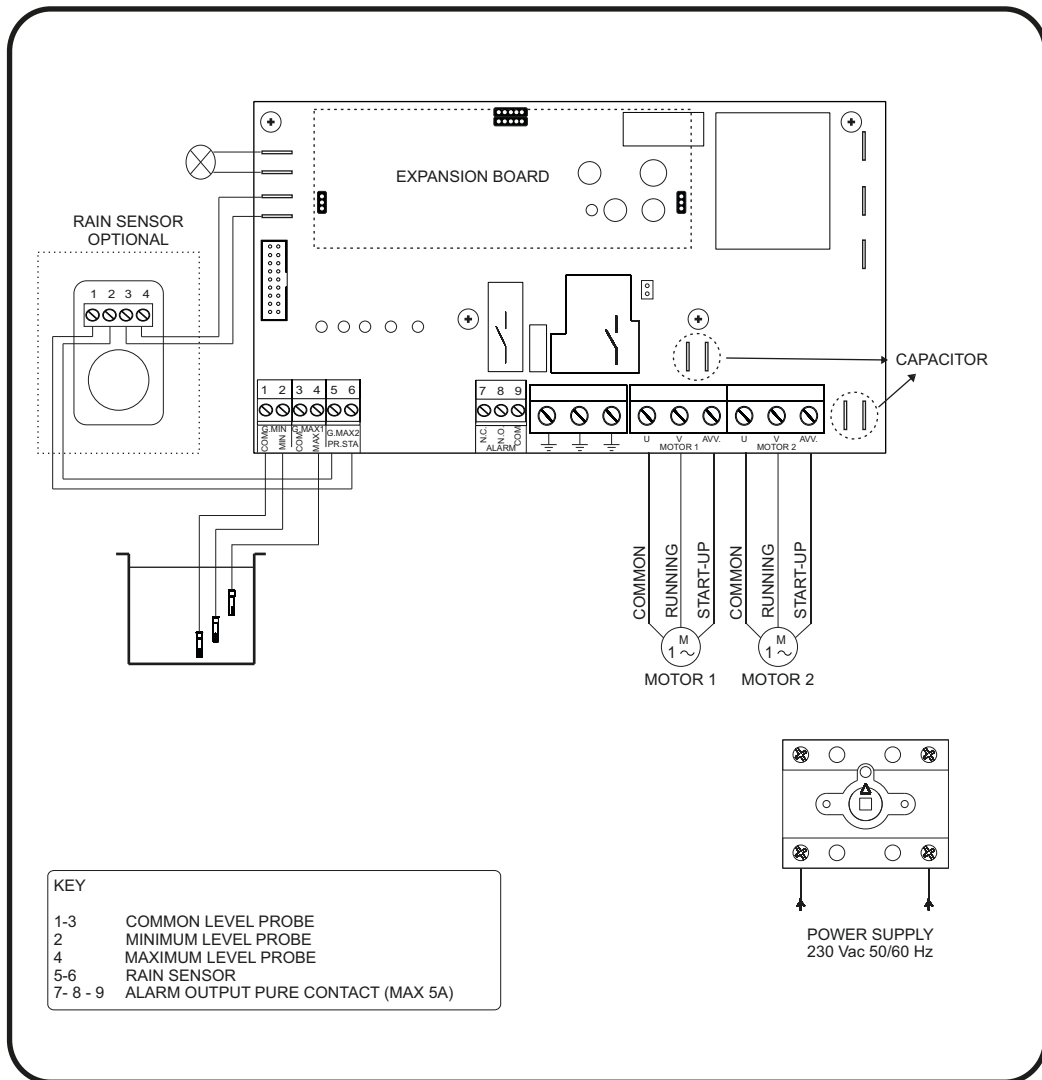 EXPANSION BOARD
RAIN SENSOR
OPTIONAL
1 2 3 4
CAPACITOR
1 2 3 4 5 6
G.MIN G.MAX1 G.MAX2
COM MIN COM MAX PR.STA
7 8 9
N.C. N.O. COM
ALARM
U V AVV. U V AVV.
MOTOR 1 MOTOR 2
COMMON
RUNNING
START-UP
COMMON
RUNNING
START-UP
M
1 ~
M
1 ~
MOTOR 1 MOTOR 2
POWER SUPPLY
230 Vac 50/60 Hz
KEY
1-3 COMMON LEVEL PROBE
2 MINIMUM LEVEL PROBE
4 MAXIMUM LEVEL PROBE
5-6 RAIN SENSOR
7- 8 - 9 ALARM OUTPUT PURE CONTACT (MAX 5A)